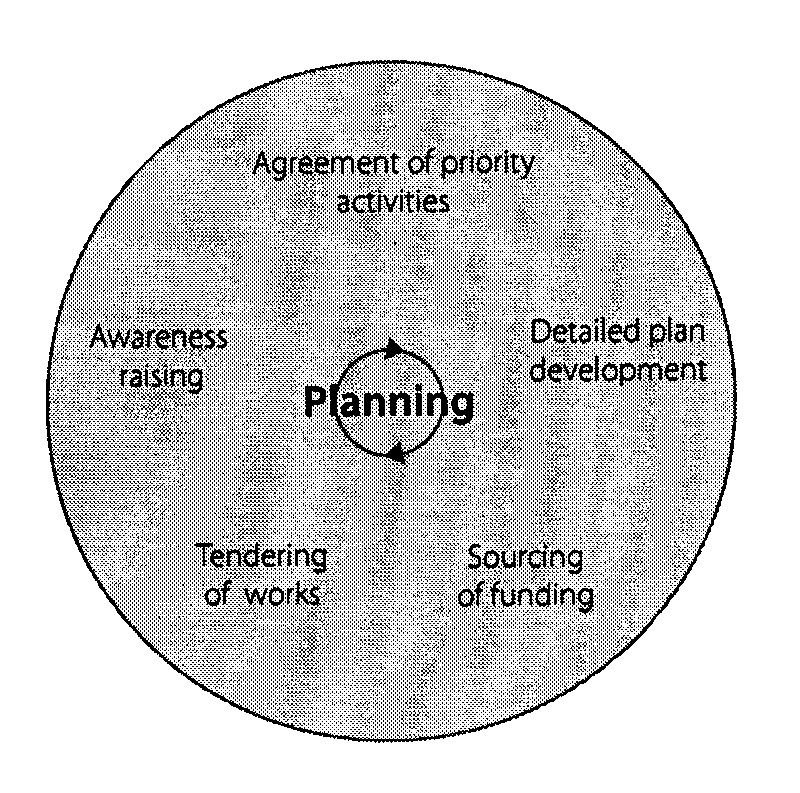 Agreement of priority
activities
Awareness
raising
Detailed plan
development
Planning
Tendering
of works
Sourcing
of funding